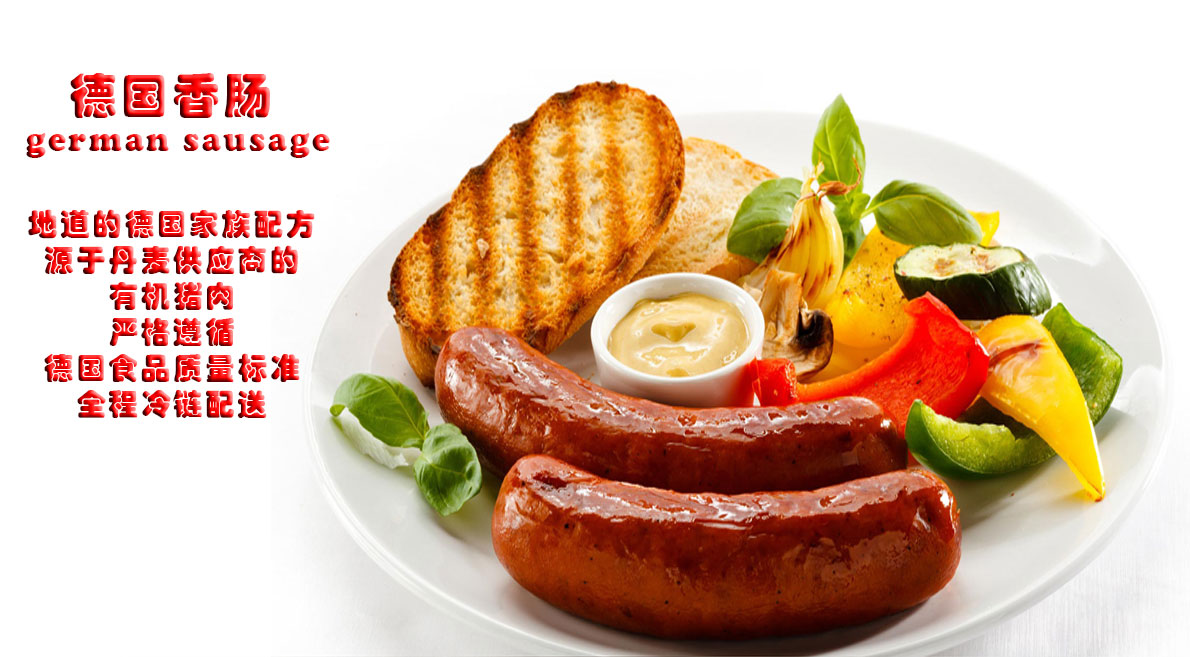 德国香肠
german sausage
地道的德国家族配方
源于丹麦供应商的
有机猪肉
严格遵循
德国食品质量标准
全程冷链配送